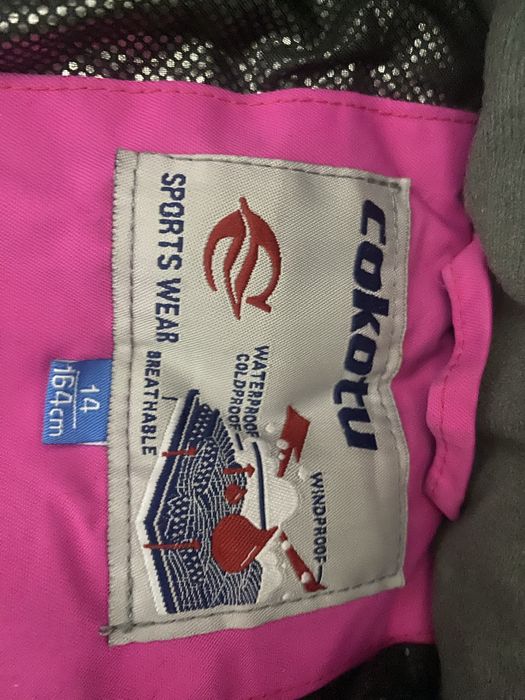 cokotu
SPORTS WEAR
WINDPROOF
WATERPROOF
COLDPROOF
BREATHABLE
14
164cm